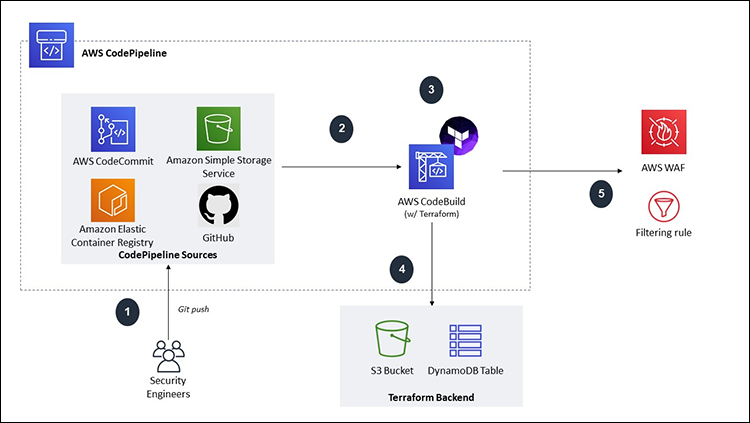 AWS CodePipeline
3
AWS CodeCommit
Amazon Simple Storage
Service
2
Amazon Elastic
Container Registry
GitHub
CodePipeline Sources
AWS CodeBuild
(w/ Terraform)
5
AWS WAF
Filtering rule
1
Git push
4
Security
Engineers
S3 Bucket
DynamoDB Table
Terraform Backend